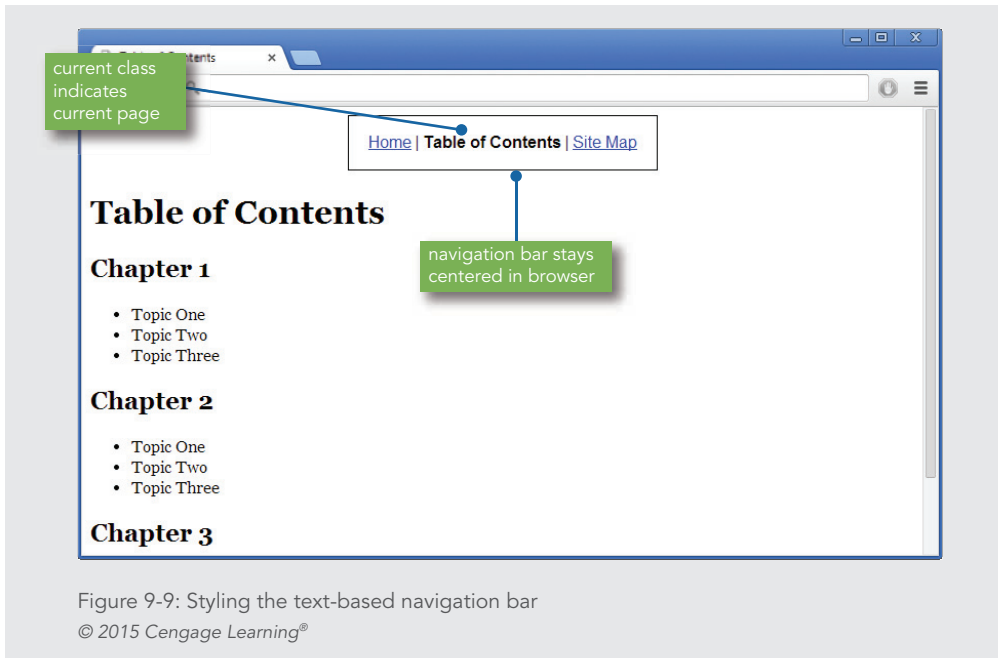 tents
current class
indicates
current page
Home | Table of Contents | Site Map
Table of Contents
navigation bar stays
centered in browser
Chapter 1
• Topic One
• Topic Two
• Topic Three
Chapter 2
• Topic One
• Topic Two
• Topic Three
Chapter 3
Figure 9-9: Styling the text-based navigation bar
© 2015 Cengage Learning®